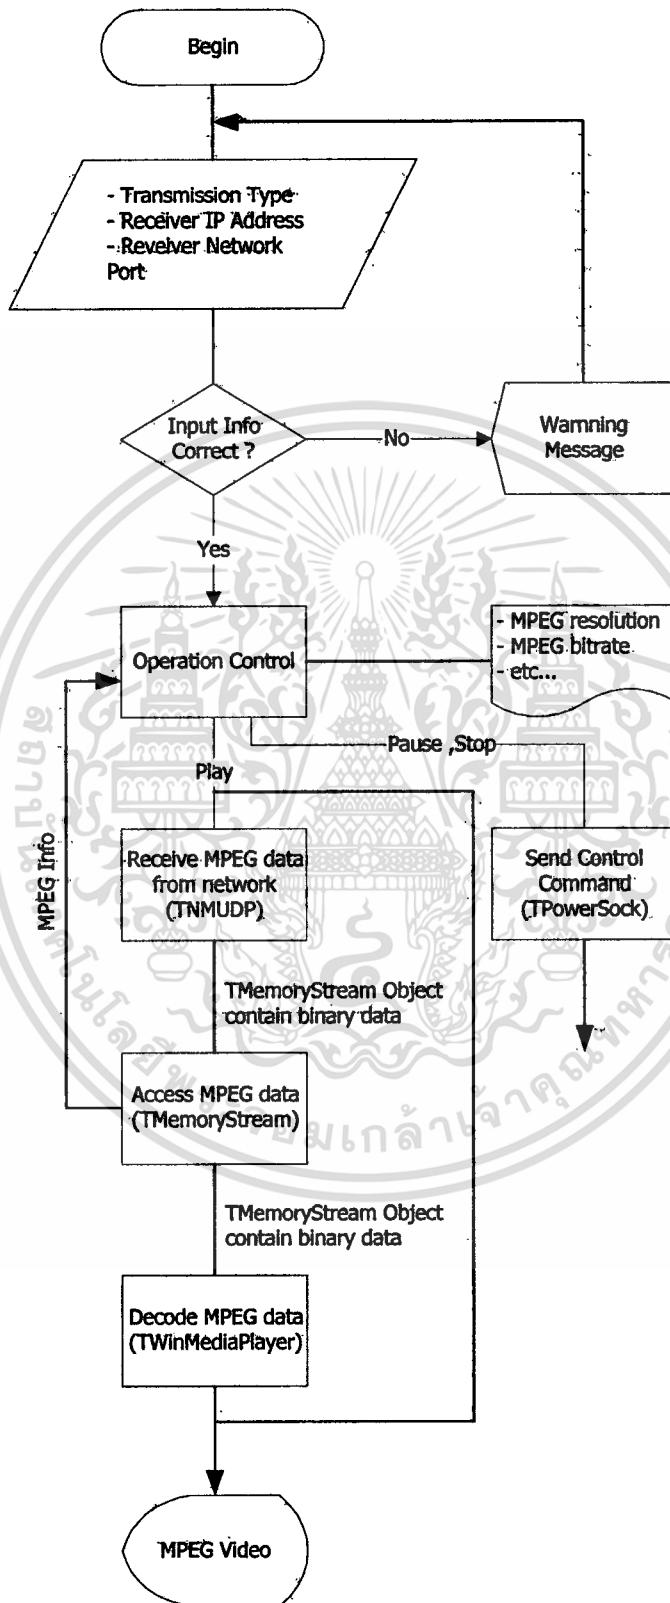 Begin
- Transmission Type
- Receiver IP Address
- Reveiver Network
Port
Input Info
Correct ?
No
Warnning
Message
Yes
Operation Control
- MPEG resolution
- MPEG bitrate
- etc...
Pause ,Stop
Play
MPEG Info
Receive MPEG data
from network
(TNMUDP)
Send Control
Command
(TPowerSock)
TMemoryStream Object
contain binary data
Access MPEG data
(TMemoryStream)
TMemoryStream Object
contain binary data
Decode MPEG data
(TWinMediaPlayer)
MPEG Video